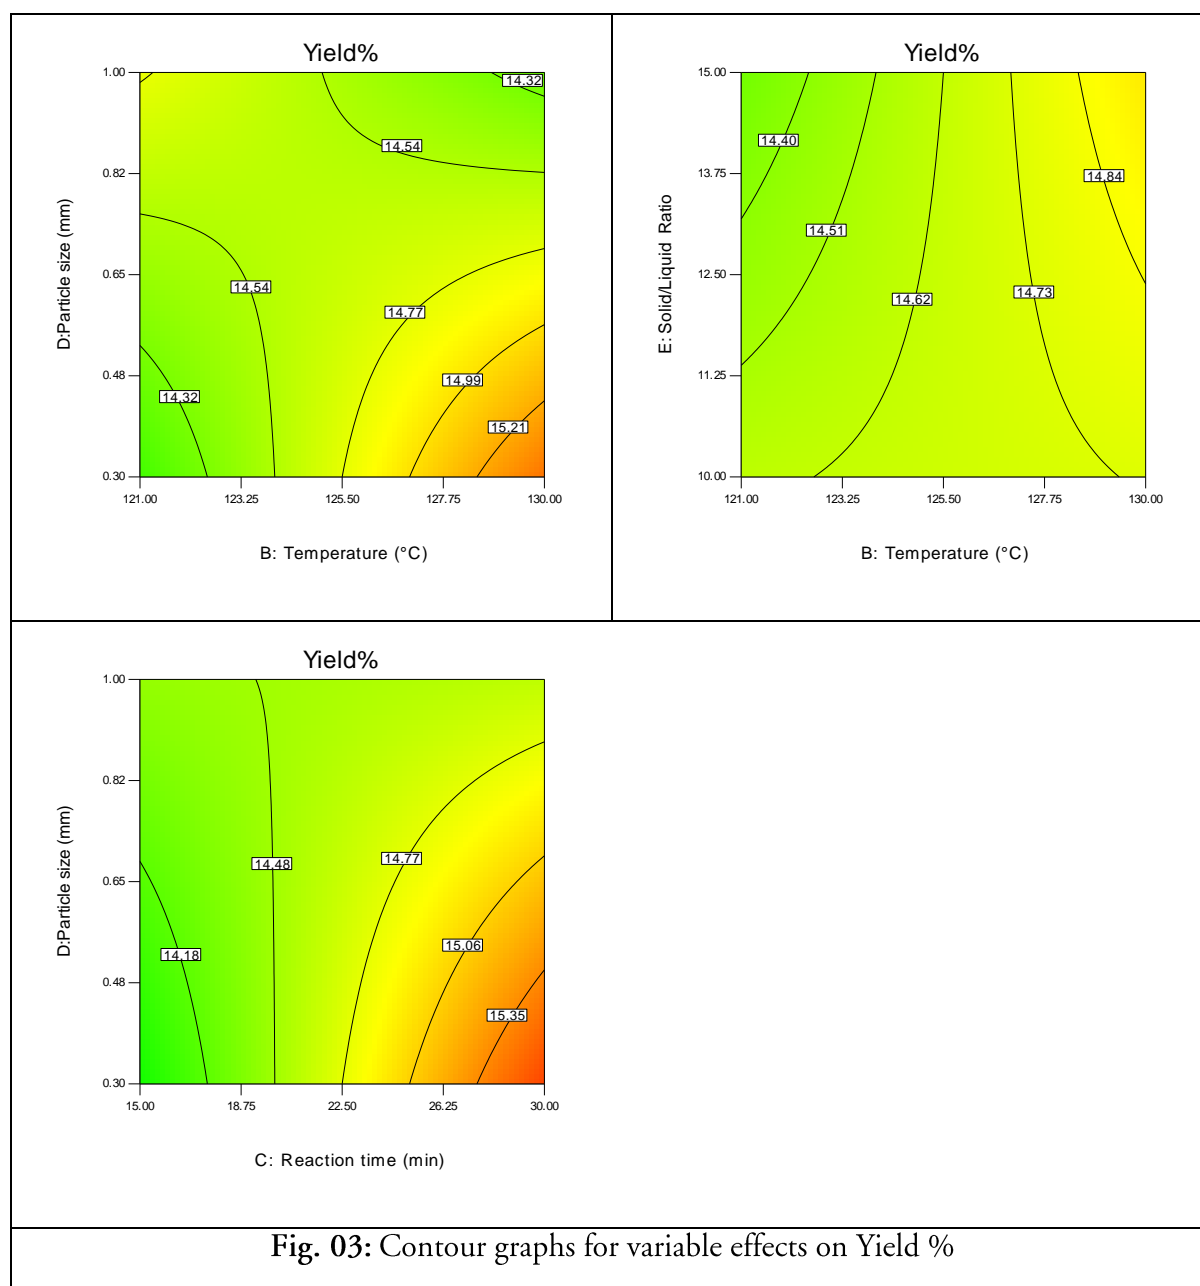 Yield%
1.00
0.82
0.65
0.48
0.30
D:Particle size (mm)
14.32
14.54
14.54
14.77
14.32
14.99
15.21
121.00 123.25 125.50 127.75 130.00
B: Temperature (°C)
Yield%
15.00
13.75
12.50
11.25
10.00
E: Solid/Liquid Ratio
14.40
14.84
14.51
14.62
14.73
121.00 123.25 125.50 127.75 130.00
B: Temperature (°C)
Yield%
1.00
0.82
0.65
0.48
0.30
D:Particle size (mm)
14.48
14.77
14.18
15.06
15.35
15.00 18.75 22.50 26.25 30.00
C: Reaction time (min)
Fig. 03: Contour graphs for variable effects on Yield %